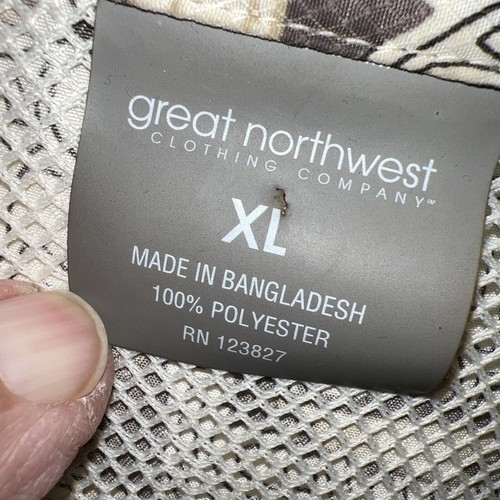 great northwest
CLOTHING COMPANY™
XL
MADE IN BANGLADESH
100% POLYESTER
RN 123827